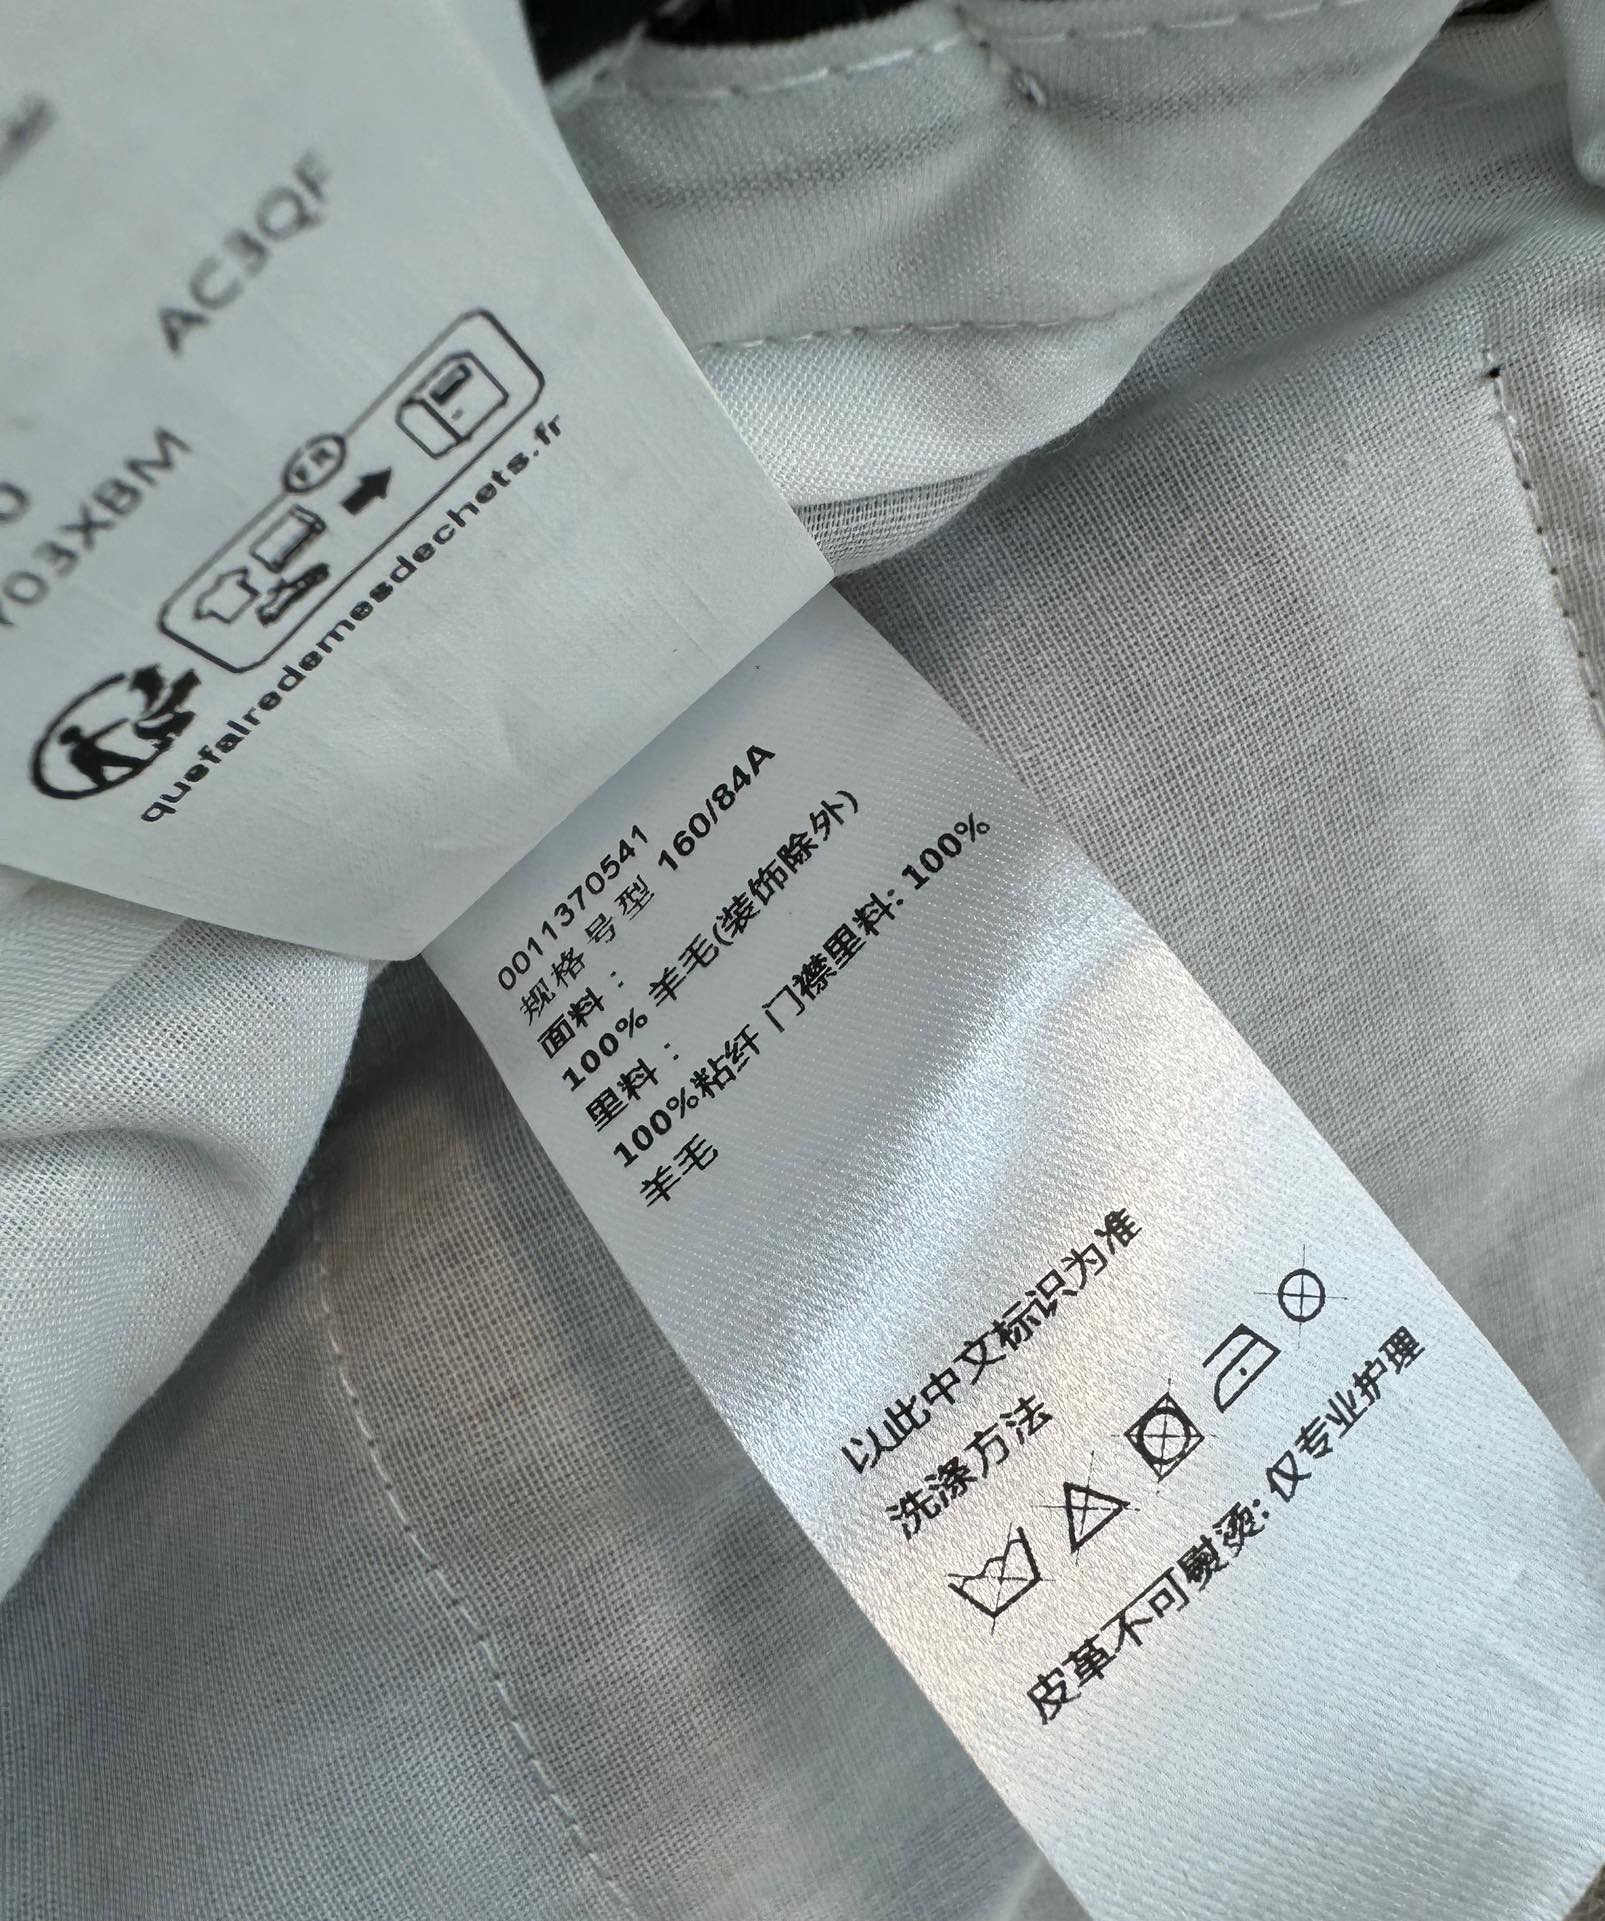 AC3QF
703XBM
FR
quefairedemesdechets.fr
0011370541
规格号型 160/84A
面料：
100% 羊毛(装饰除外)
里料：
100%粘纤 门襟里料: 100%
羊毛
以此中文标识为准
洗涤方法
皮革不可熨烫: 仅专业护理